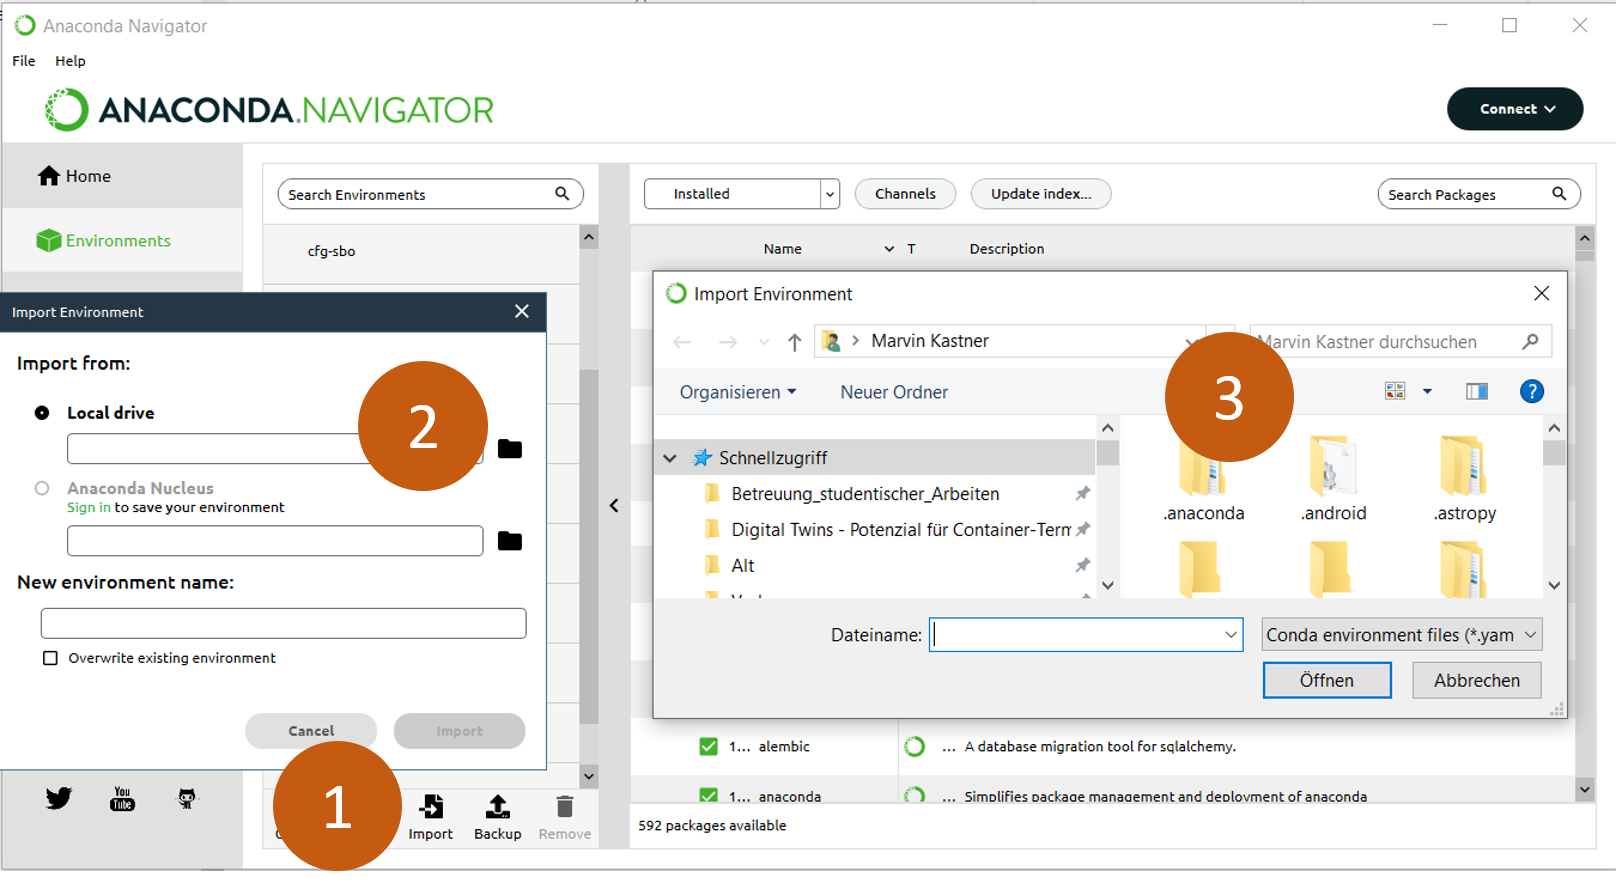 Anaconda Navigator
File Help
ANACONDA.NAVIGATOR
Connect
Home
Environments
Search Environments
cfg-sbo
Installed
Channels
Update index...
Search Packages
Name T Description
Import Environment
Import from:
Local drive
2
Anaconda Nucleus
Sign in to save your environment
New environment name:
Overwrite existing environment
Cancel Import
Import Environment
Marvin Kastner
Marvin Kastner durchsuchen
3
Organisieren Neuer Ordner
?
Schnellzugriff
Betreuung_studentischer_Arbeiten
Digital Twins - Potenzial für Container-Term
Alt
.anaconda .android .astropy
Dateiname:
Conda environment files (*.yam
Öffnen Abbrechen
1... alembic ... A database migration tool for sqlalchemy.
1... anaconda ... Simplifies package management and deployment of anaconda
592 packages available
You Tube
1
Import Backup Remove